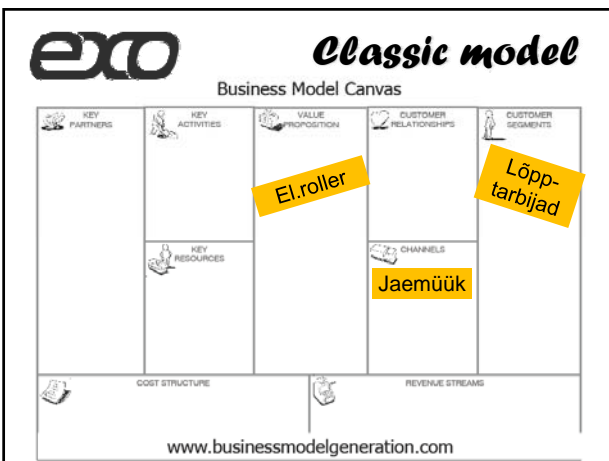 exo
Classic model
Business Model Canvas
KEY
PARTNERS
KEY
ACTIVITIES
VALUE
PROPOSITION
CUSTOMER
RELATIONSHIPS
CUSTOMER
SEGMENTS
El.roller
Lõpp-
tarbijad
KEY
RESOURCES
CHANNELS
Jaemüük
COST STRUCTURE
REVENUE STREAMS
www.businessmodelgeneration.com